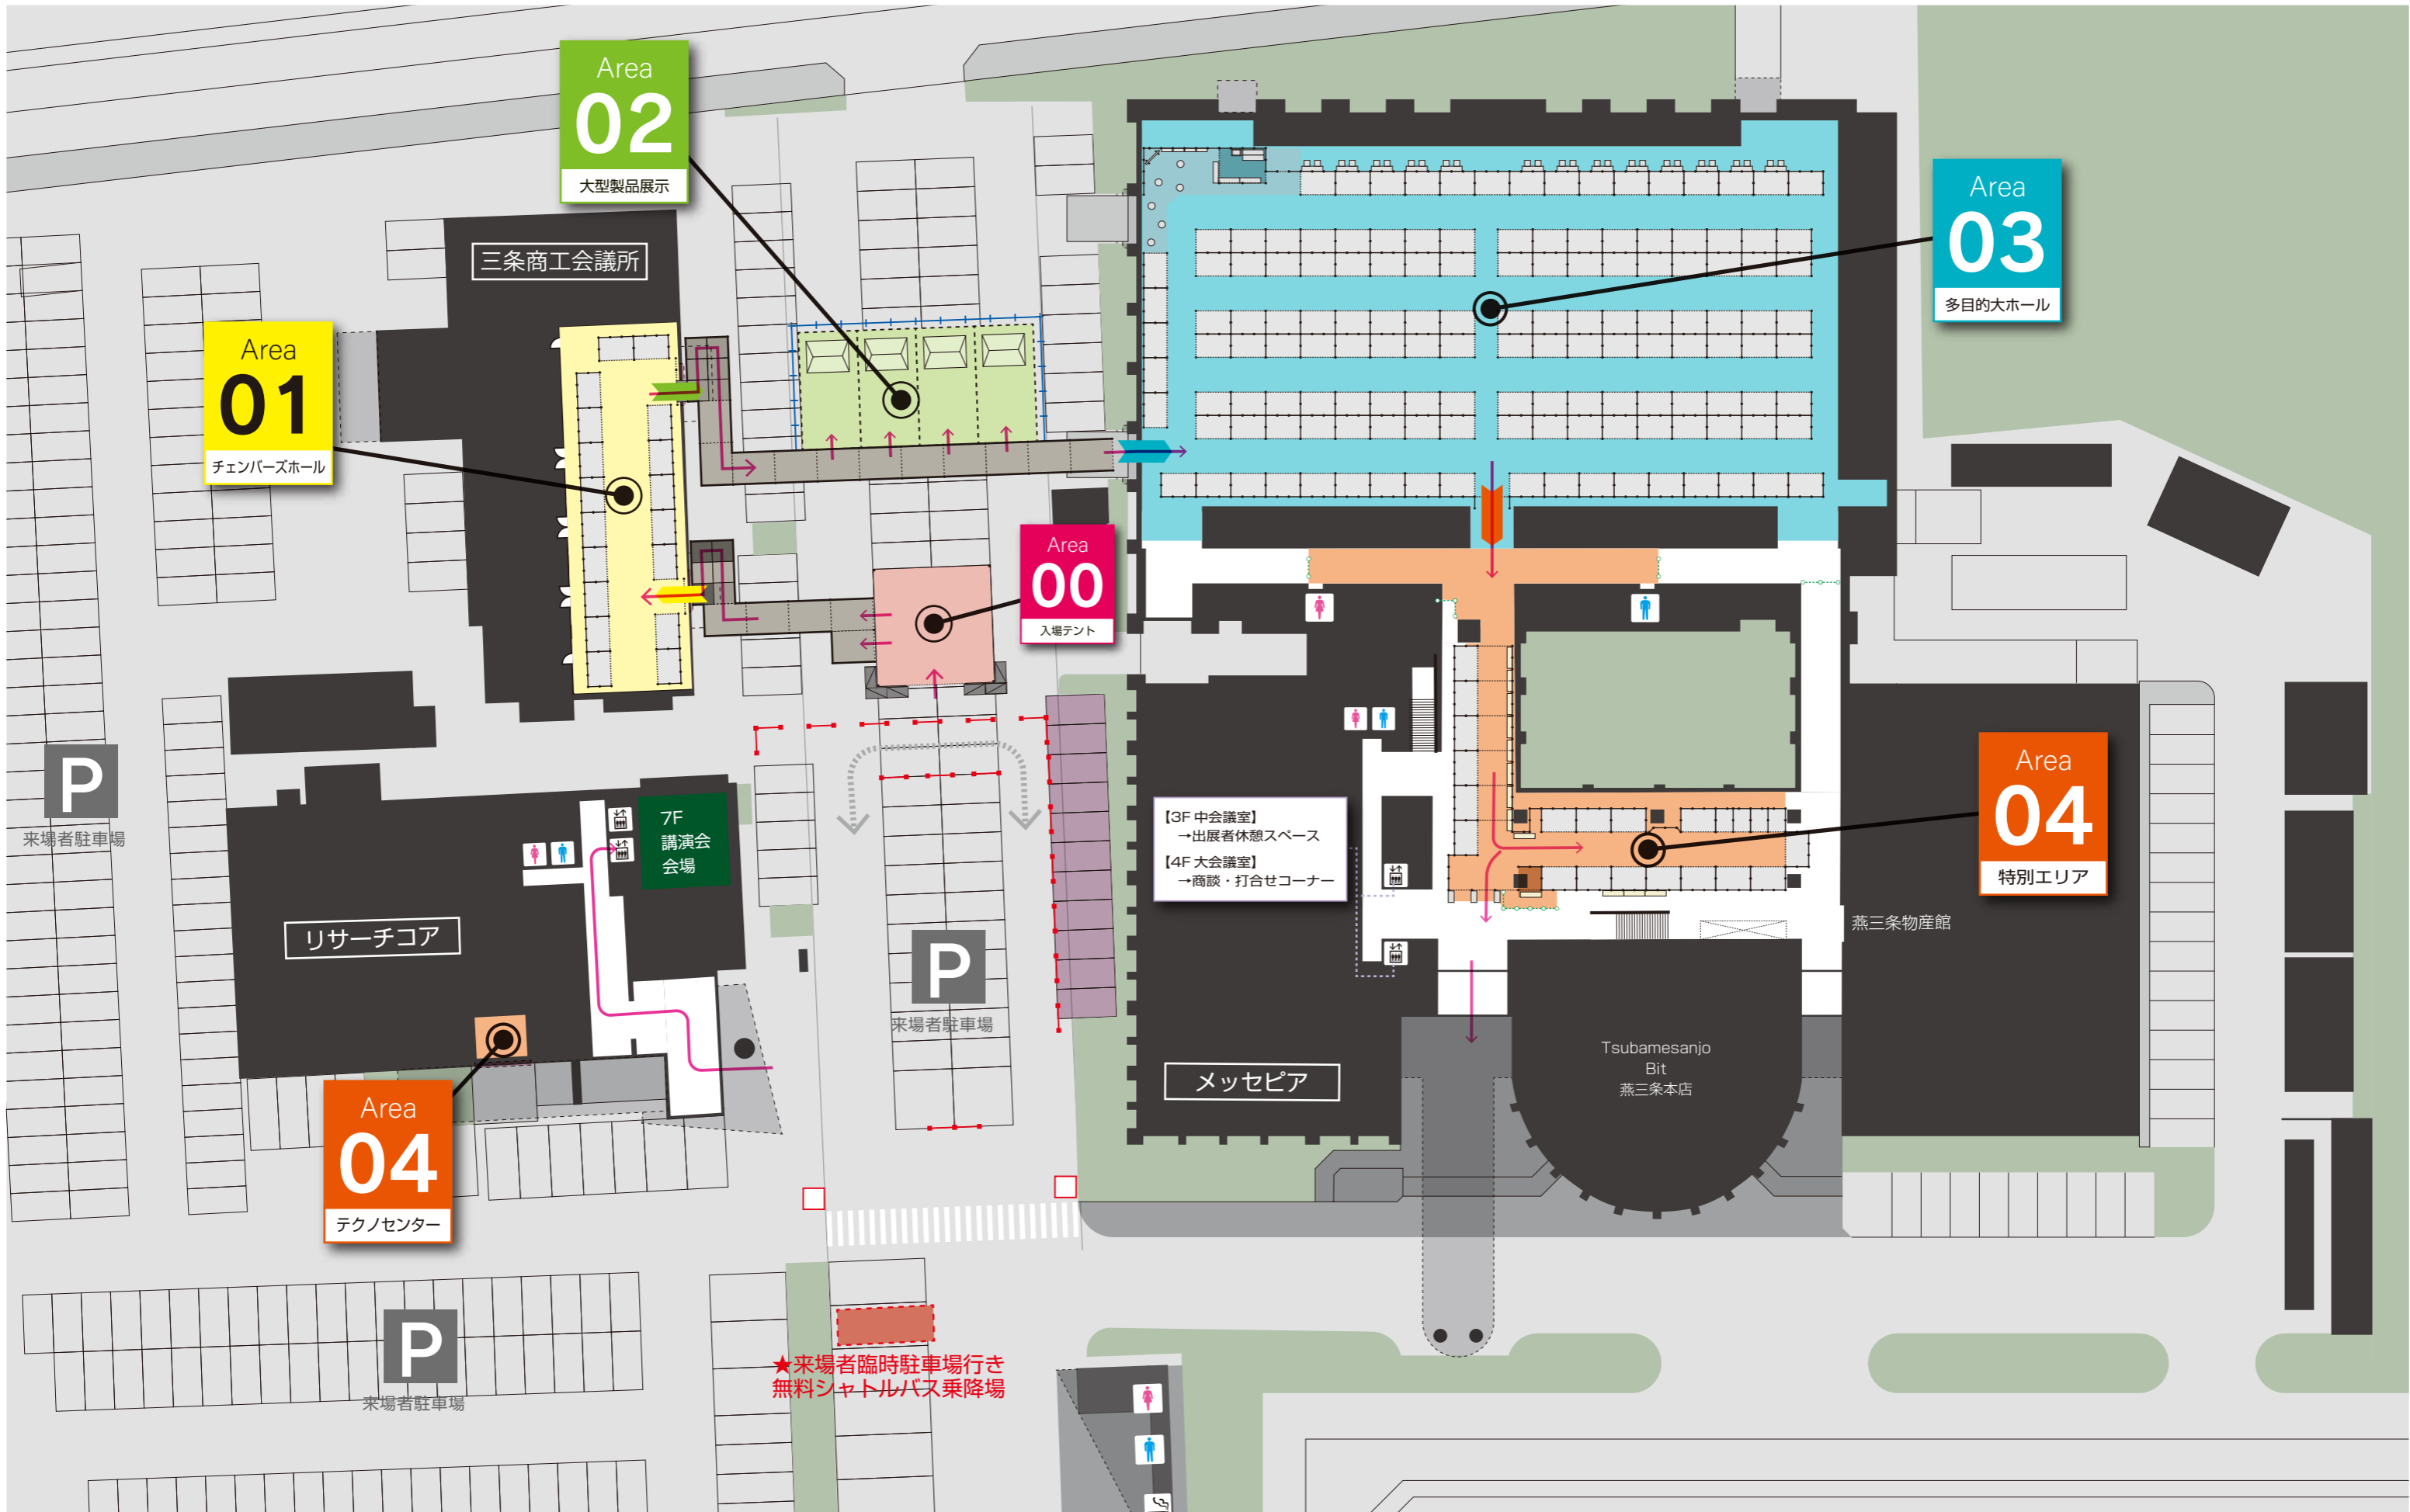 Area
02
大型製品展示
Area
03
多目的大ホール
三条商工会議所
Area
01
チェンバーズホール
Area
00
入場テント
P
来場者駐車場
7F
講演会
会場
リサーチコア
【3F 中会議室】
→出展者休憩スペース
【4F 大会議室】
→商談・打合せコーナー
Area
04
特別エリア
燕三条物産館
P
来場者駐車場
Tsubamesanjo
Bit
燕三条本店
メッセピア
Area
04
テクノセンター
P
来場者駐車場
★来場者臨時駐車場行き
無料シャトルバス乗降場